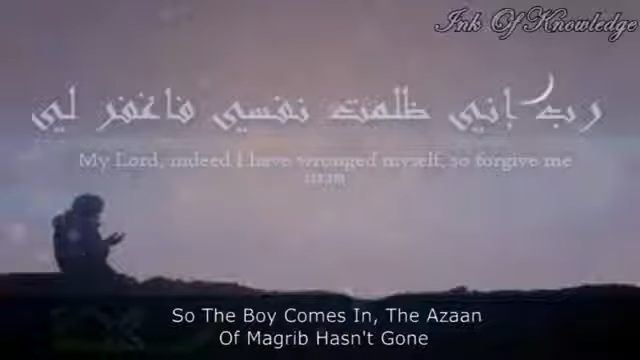 Ink Of Knowledge
رب إني ظلمت نفسي فاغفر لي
My Lord, indeed I have wronged myself, so forgive me
So The Boy Comes In, The Azaan
Of Magrib Hasn't Gone